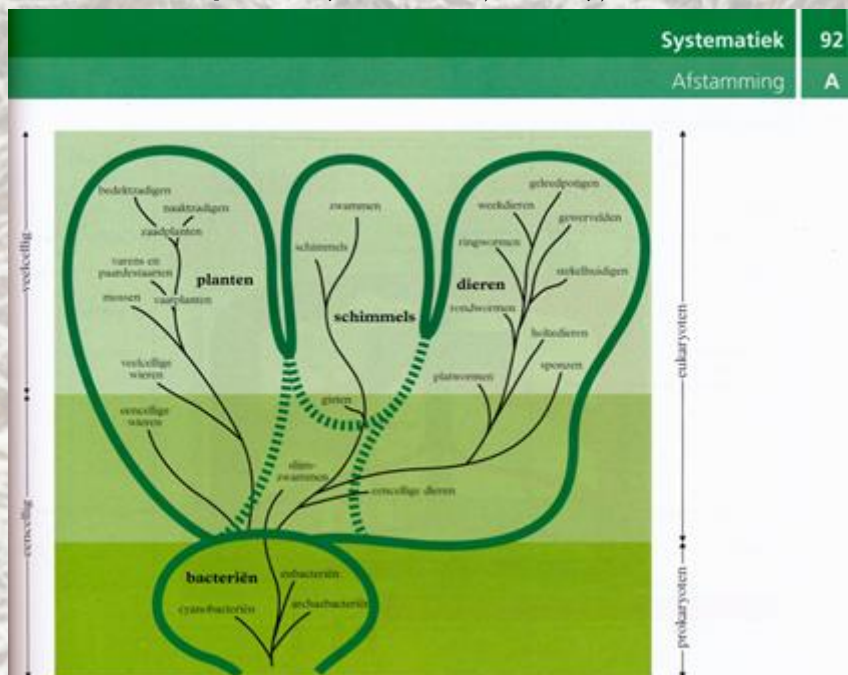 Systematiek 92
Afstamming A
veelcellig
eencellig
bedektzadigen
naaktzadigen
zaadplanten
varens en
paardestaarten
mossen
vaatplanten
planten
veelcellige
wieren
eencellige
wieren
zwammen
schimmels
schimmels
gisten
slijm-
zwammen
eencellige dieren
geleedpotigen
weekdieren
gewervelden
ringwormen
stekelhuidigen
dieren
rondwormen
holtedieren
sponzen
platwormen
bacteriën
eubacteriën
cyanobacteriën
archaebacteriën
eukaryoten
prokaryoten